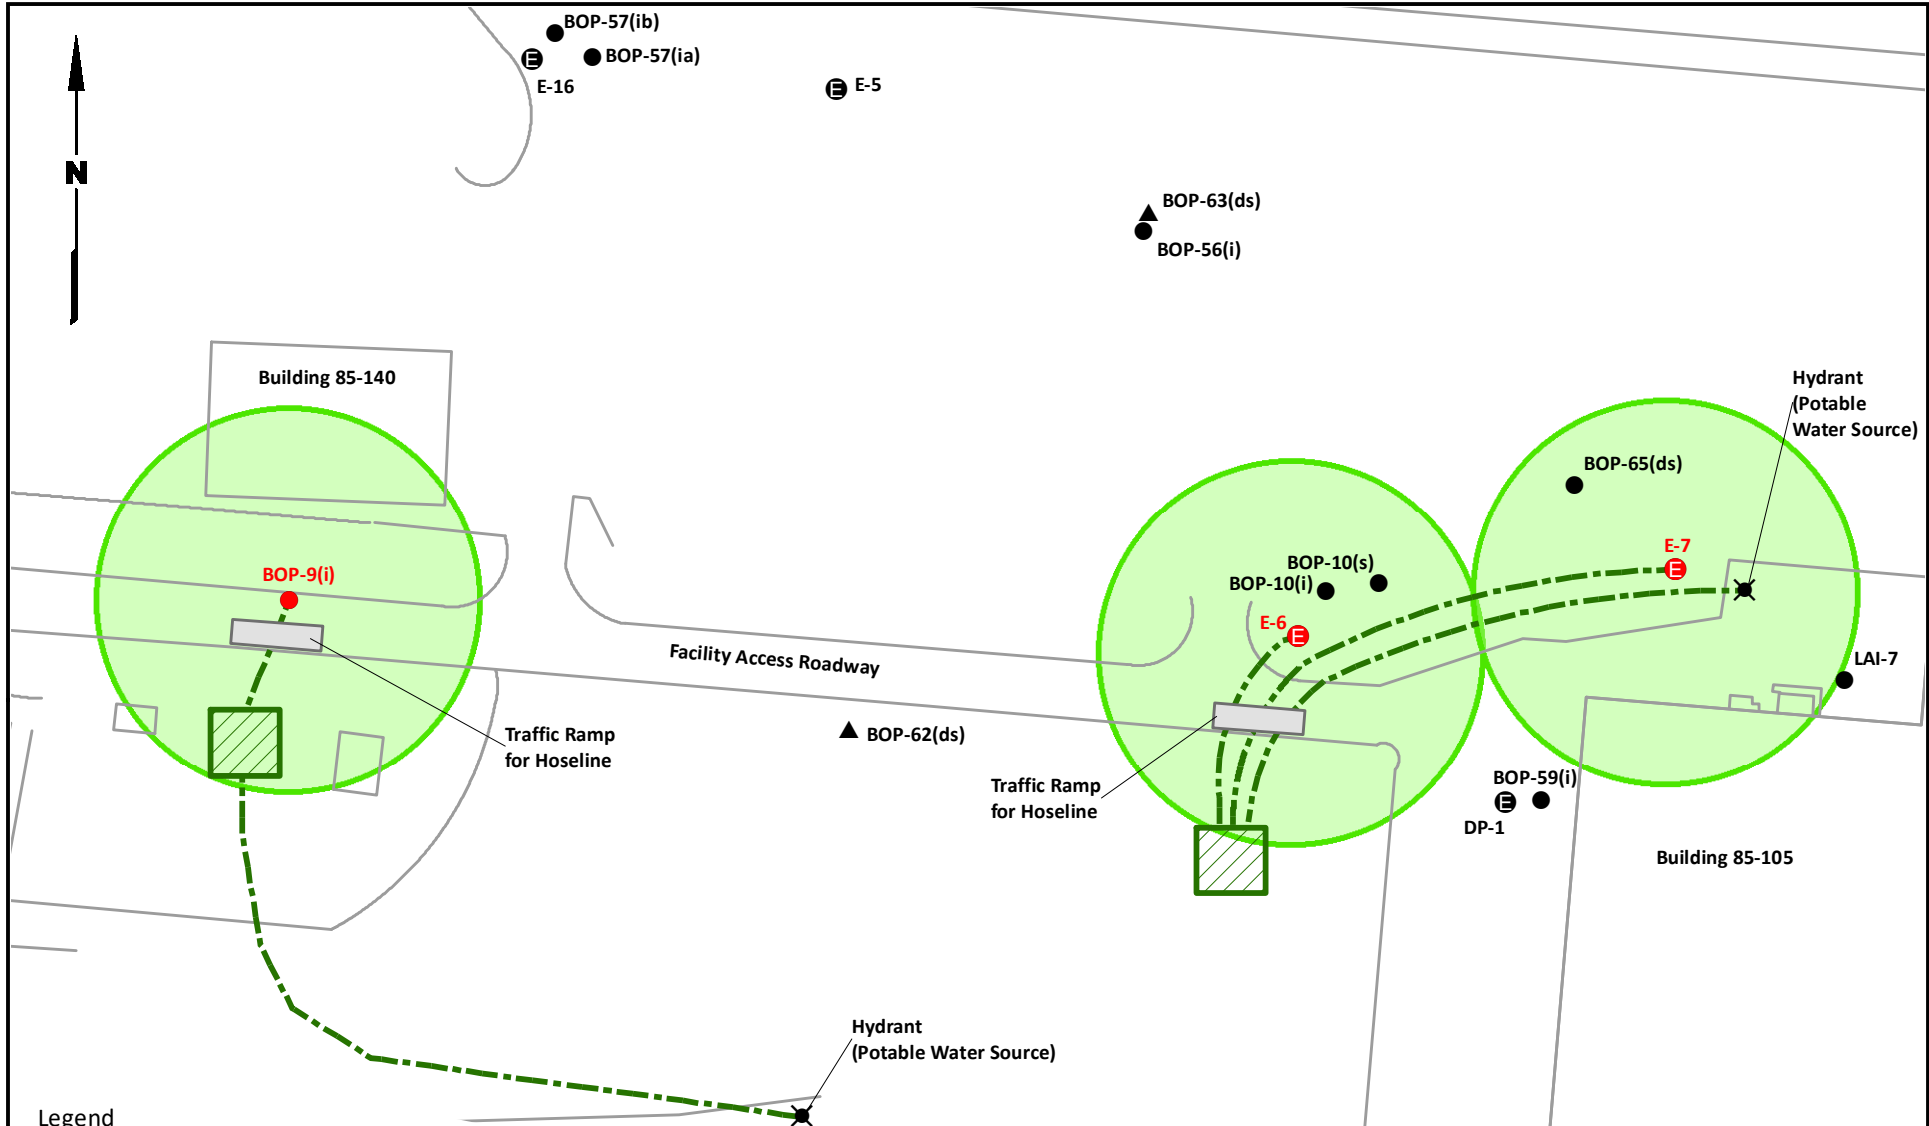 BOP-57(ib)
BOP-57(ia)
E
E-16
E
E-5
N
BOP-63(ds)
BOP-56(i)
Building 85-140
Hydrant
(Potable
Water Source)
BOP-65(ds)
E-7
E
BOP-10(s)
BOP-10(i)
BOP-9(i)
E-6
E
Facility Access Roadway
LAI-7
Traffic Ramp
for Hoseline
BOP-62(ds)
Traffic Ramp
for Hoseline
BOP-59(i)
E
DP-1
Building 85-105
Hydrant
(Potable Water Source)
Legend